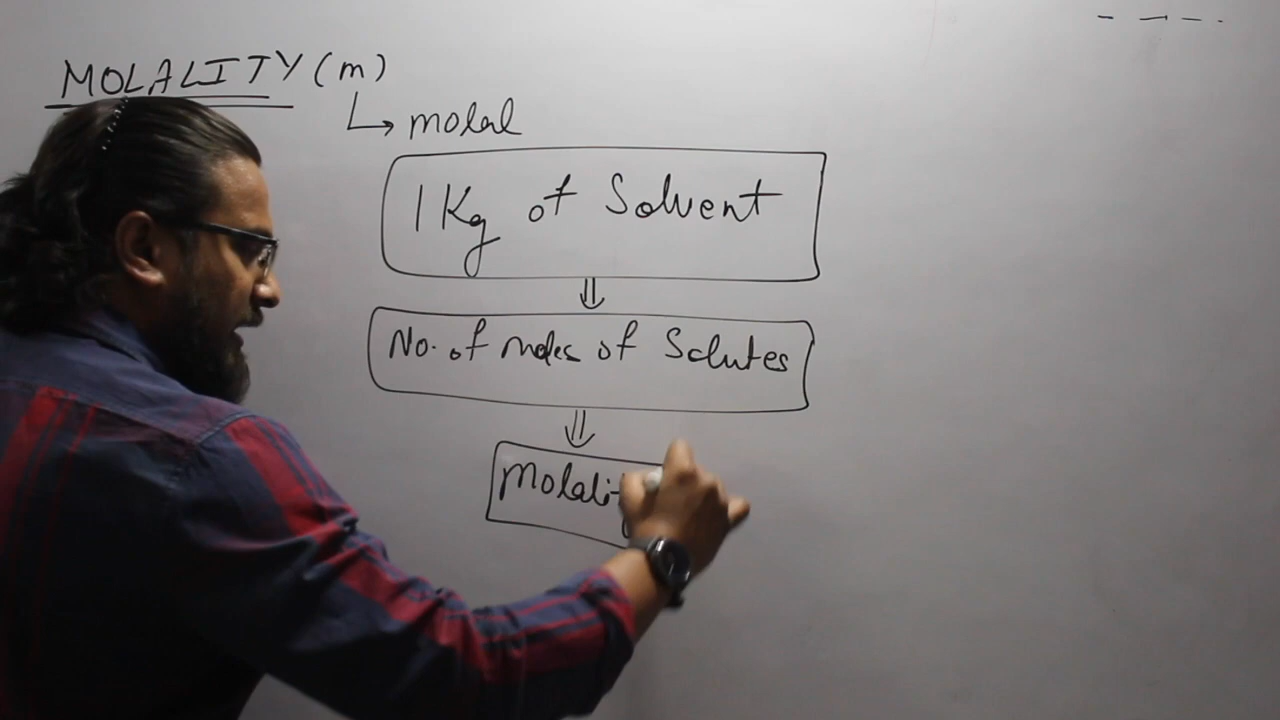 MOLALITY (m)
molal
1 Kg of Solvent
No. of moles of Solutes